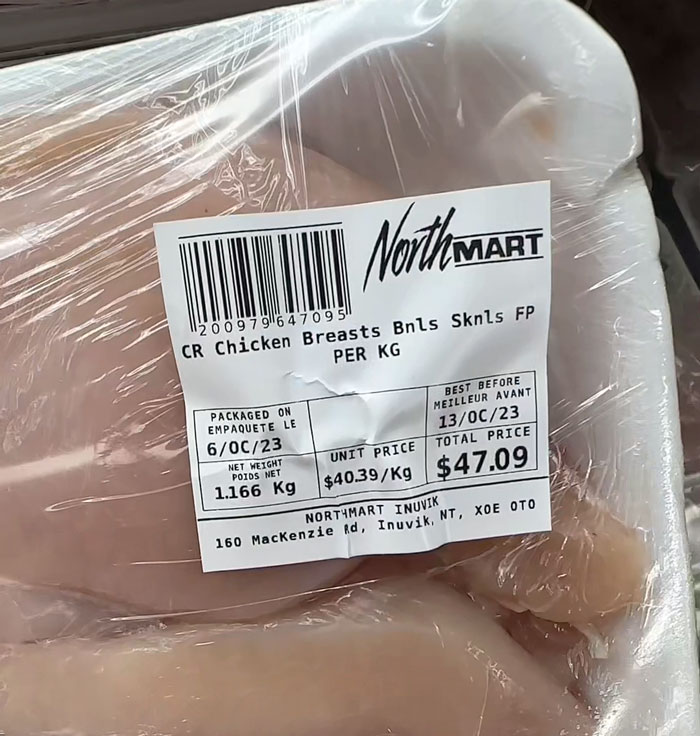 NorthMART
200979647095
CR Chicken Breasts Bnls Sknls FP
PER KG
PACKAGED ON
EMPAQUETE LE
6/OC/23
BEST BEFORE
MEILLEUR AVANT
13/OC/23
NET WEIGHT
POIDS NET
1.166 Kg
UNIT PRICE
$40.39/Kg
TOTAL PRICE
$47.09
NORTHMART INUVIK
160 MacKenzie Rd, Inuvik, NT, XOE OTO